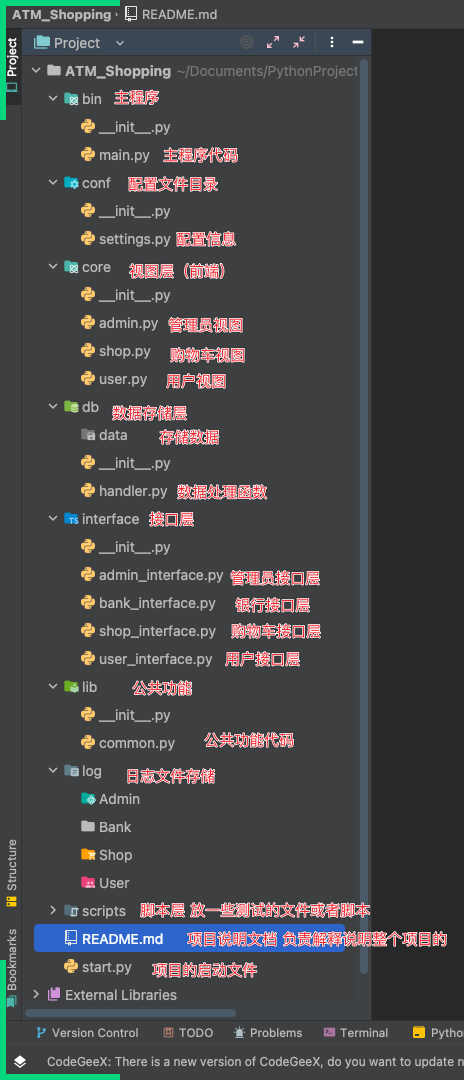 ATM_Shopping › README.md
Project
Project
ATM_Shopping ~/Documents/PythonProject
bin 主程序
__init__.py
main.py 主程序代码
conf 配置文件目录
__init__.py
settings.py 配置信息
core 视图层（前端）
__init__.py
admin.py 管理员视图
shop.py 购物车视图
user.py 用户视图
db 数据存储层
data 存储数据
__init__.py
handler.py 数据处理函数
interface 接口层
__init__.py
admin_interface.py 管理员接口层
bank_interface.py 银行接口层
shop_interface.py 购物车接口层
user_interface.py 用户接口层
lib 公共功能
__init__.py
common.py 公共功能代码
log 日志文件存储
Admin
Bank
Shop
User
scripts 脚本层 放一些测试的文件或者脚本
README.md 项目说明文档 负责解释说明整个项目的
start.py 项目的启动文件
External Libraries
Structure
Bookmarks
Version Control TODO Problems Terminal Python
CodeGeeX: There is a new version of CodeGeeX, do you want to update n